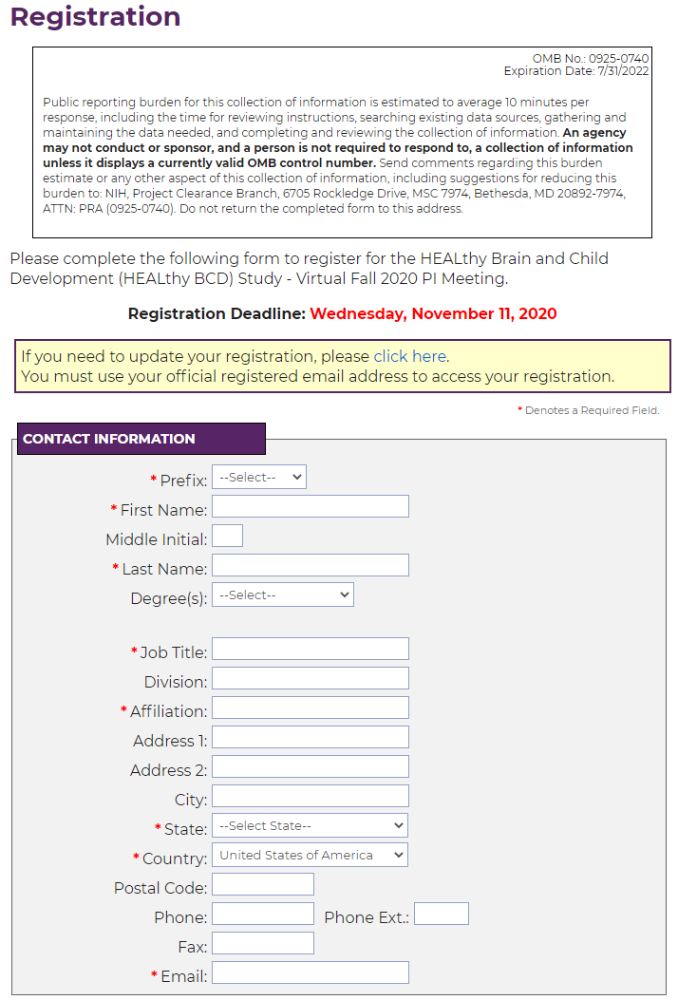 Registration
OMB No.: 0925-0740
Expiration Date: 7/31/2022
Public reporting burden for this collection of information is estimated to average 10 minutes per
response, including the time for reviewing instructions, searching existing data sources, gathering and
maintaining the data needed, and completing and reviewing the collection of information. An agency
may not conduct or sponsor, and a person is not required to respond to, a collection of information
unless it displays a currently valid OMB control number. Send comments regarding this burden
estimate or any other aspect of this collection of information, including suggestions for reducing this
burden to: NIH, Project Clearance Branch, 6705 Rockledge Drive, MSC 7974, Bethesda, MD 20892-7974,
ATTN: PRA (0925-0740). Do not return the completed form to this address.
Please complete the following form to register for the HEALthy Brain and Child
Development (HEALthy BCD) Study - Virtual Fall 2020 PI Meeting.
Registration Deadline: Wednesday, November 11, 2020
If you need to update your registration, please click here.
You must use your official registered email address to access your registration.
* Denotes a Required Field.
CONTACT INFORMATION
* Prefix: --Select--
* First Name:
Middle Initial:
* Last Name:
Degree(s): --Select--
* Job Title:
Division:
* Affiliation:
Address 1:
Address 2:
City:
* State: --Select State--
* Country: United States of America
Postal Code:
Phone: Phone Ext.:
Fax:
* Email: